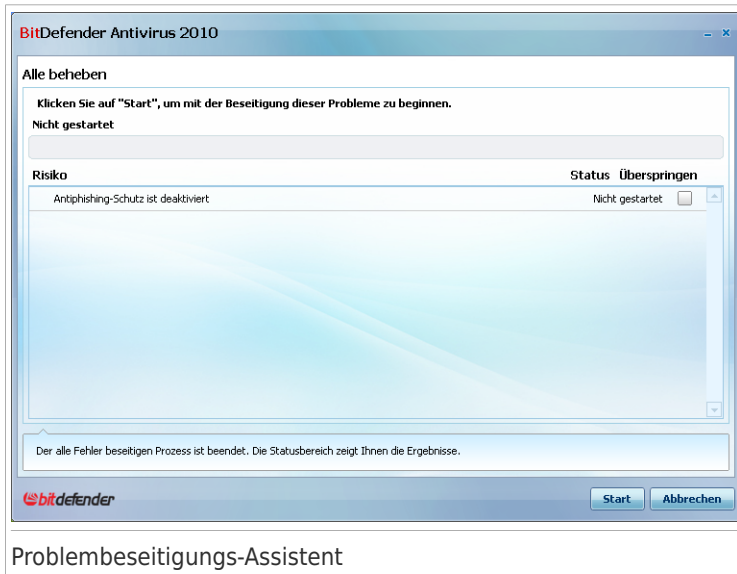 BitDefender Antivirus 2010
Alle beheben
Klicken Sie auf "Start", um mit der Beseitigung dieser Probleme zu beginnen.
Nicht gestartet
Risiko Status Überspringen
Antiphishing-Schutz ist deaktiviert Nicht gestartet
Der alle Fehler beseitigen Prozess ist beendet. Die Statusbereich zeigt Ihnen die Ergebnisse.
bitdefender Start Abbrechen
Problembeseitigungs-Assistent